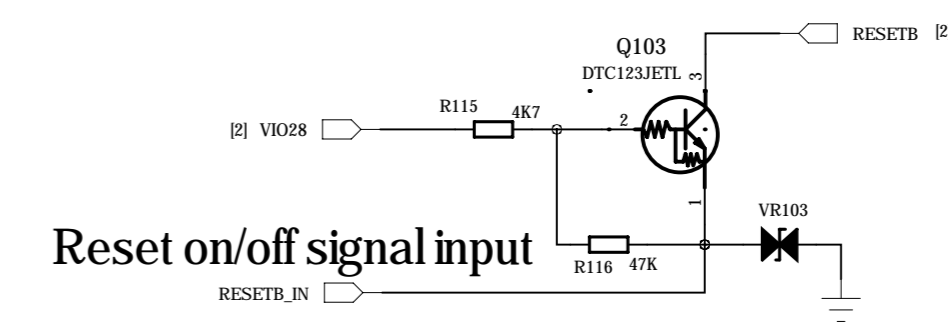 RESETB [2
Q103
DTC123JETL 3
R115 4K7
[2] VIO28
2
1
VR103
Reset on/off signal input
R116 47K
RESETB_IN